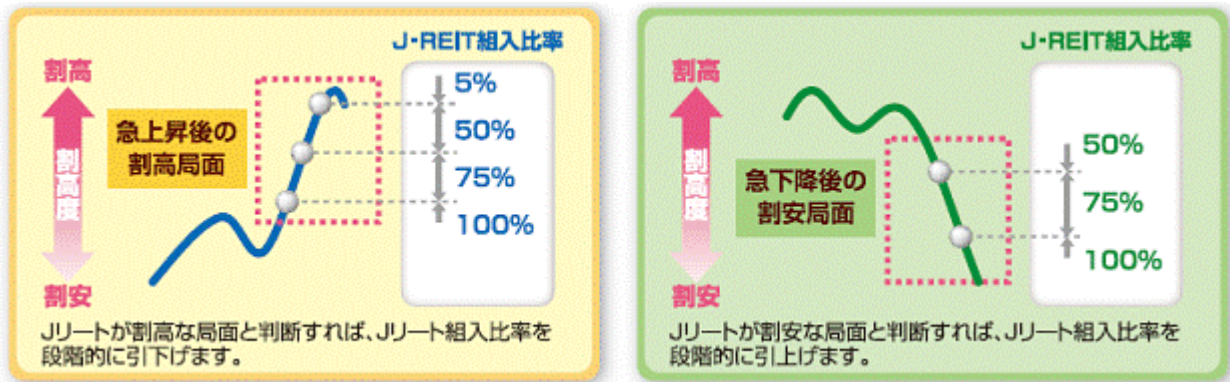 J・REIT組入比率
割高
割高度
割安
急上昇後の
割高局面
5%
50%
75%
100%
Jリートが割高な局面と判断すれば、Jリート組入比率を
段階的に引下げます。
J・REIT組入比率
割高
割高度
割安
急下降後の
割安局面
50%
75%
100%
Jリートが割安な局面と判断すれば、Jリート組入比率を
段階的に引上げます。